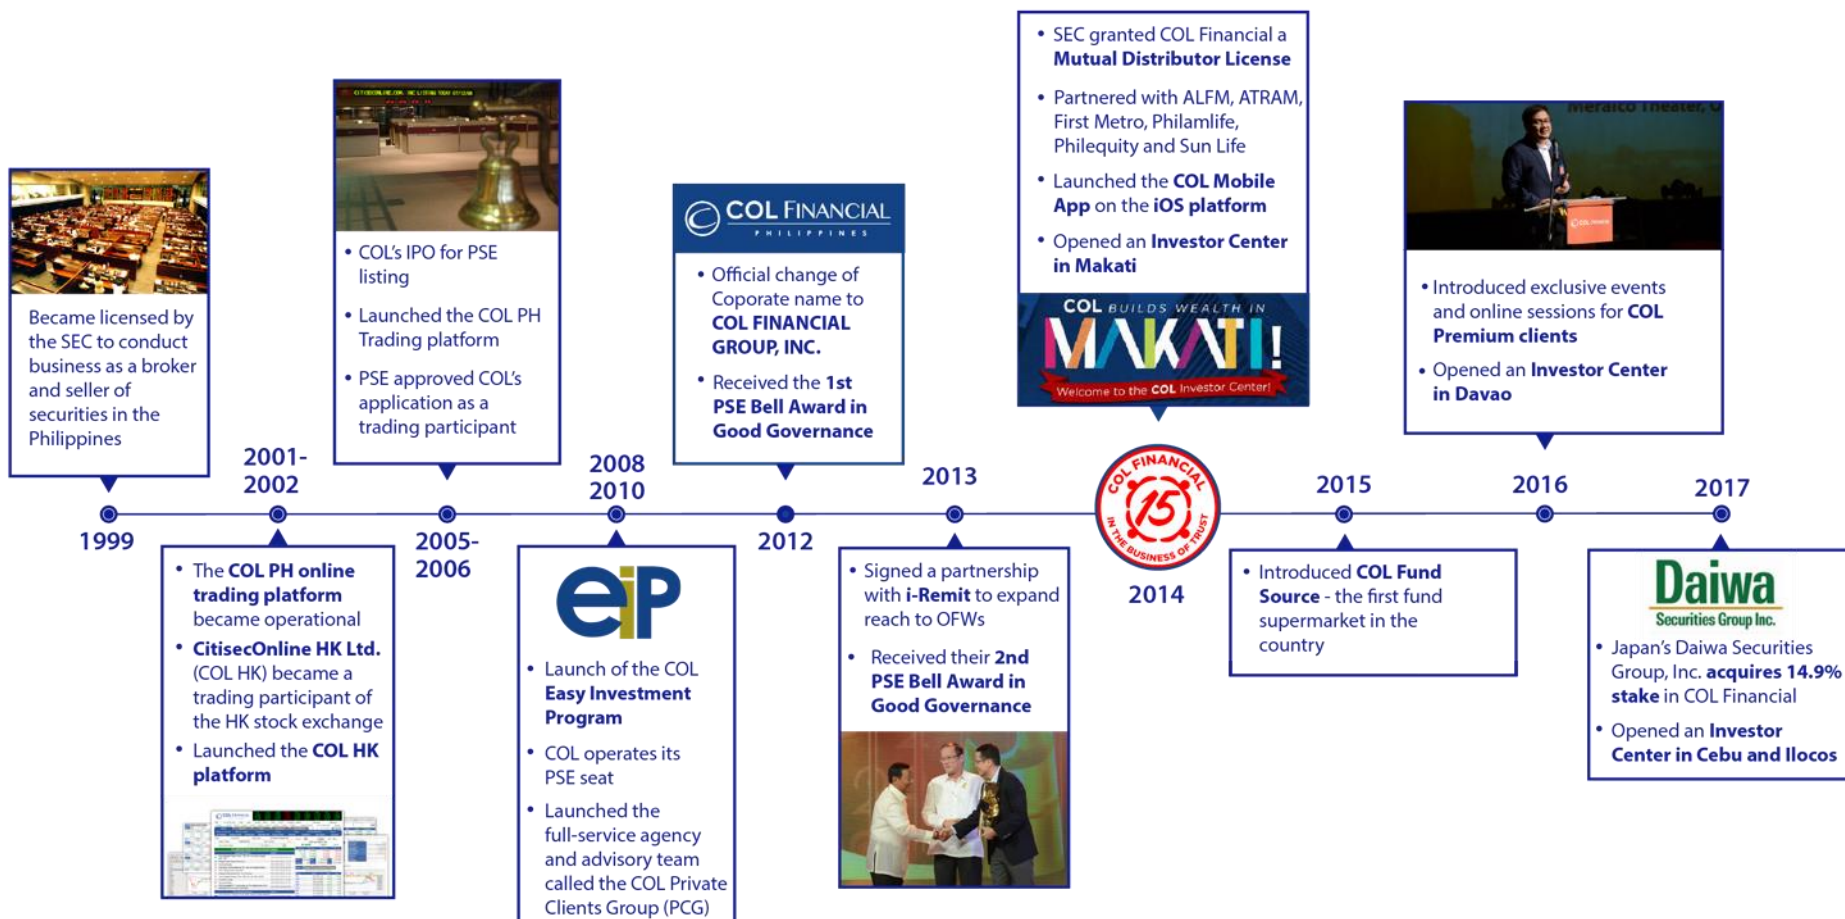 Became licensed by
the SEC to conduct
business as a broker
and seller of
securities in the
Philippines
1999
2001-
2002
• The COL PH online
trading platform
became operational
• CitisecOnline HK Ltd.
(COL HK) became a
trading participant of
the HK stock exchange
• Launched the COL HK
platform
• COL's IPO for PSE
listing
• Launched the COL PH
Trading platform
• PSE approved COL's
application as a
trading participant
2005-
2006
2008
2010
eiP
• Launch of the COL
Easy Investment
Program
• COL operates its
PSE seat
• Launched the
full-service agency
and advisory team
called the COL Private
Clients Group (PCG)
COL FINANCIAL
PHILIPPINES
• Official change of
Coporate name to
COL FINANCIAL
GROUP, INC.
• Received the 1st
PSE Bell Award in
Good Governance
2012
2013
• Signed a partnership
with i-Remit to expand
reach to OFWs
• Received their 2nd
PSE Bell Award in
Good Governance
• SEC granted COL Financial a
Mutual Distributor License
• Partnered with ALFM, ATRAM,
First Metro, Philamlife,
Philequity and Sun Life
• Launched the COL Mobile
App on the iOS platform
• Opened an Investor Center
in Makati
COL BUILDS WEALTH IN
MAKATI!
Welcome to the COL Investor Center!
COL FINANCIAL
15
IN THE BUSINESS OF TRUST
2014
2015
• Introduced COL Fund
Source - the first fund
supermarket in the
country
Meralco Theater, O
COL FINANCIAL
• Introduced exclusive events
and online sessions for COL
Premium clients
• Opened an Investor Center
in Davao
2016
2017
Daiwa
Securities Group Inc.
• Japan's Daiwa Securities
Group, Inc. acquires 14.9%
stake in COL Financial
• Opened an Investor
Center in Cebu and Ilocos